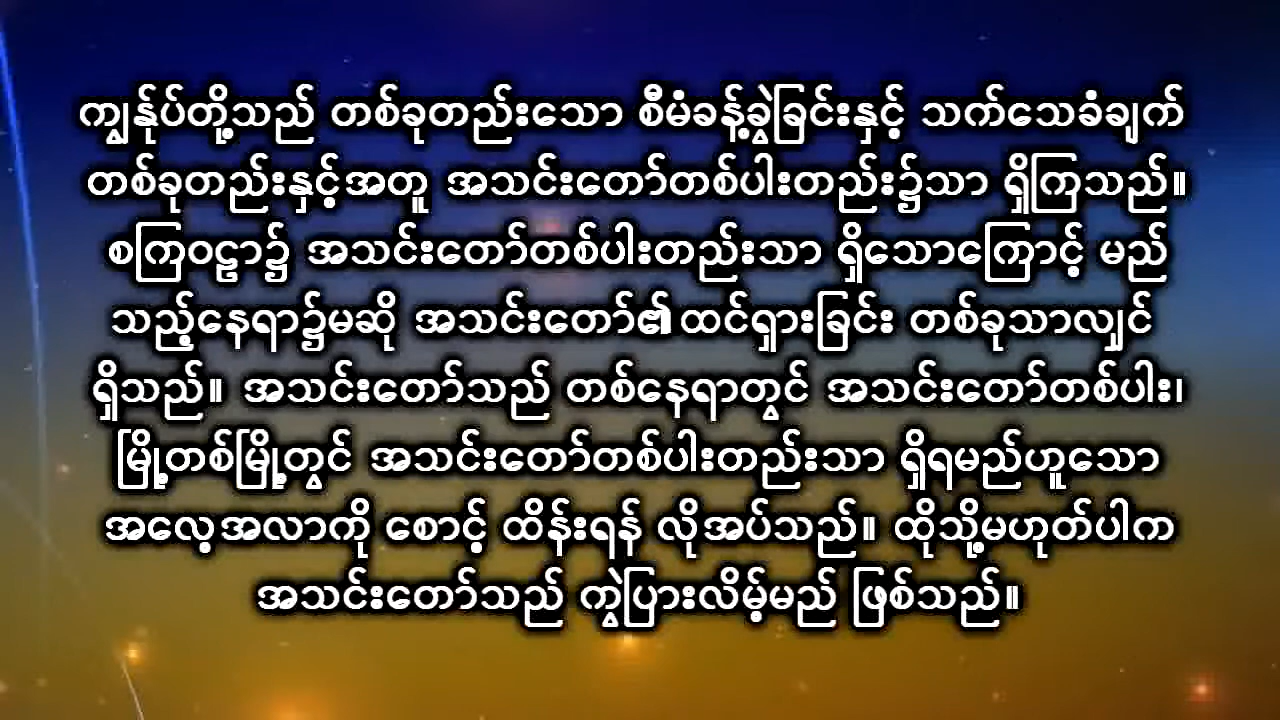 ကျွန်ုပ်တို့သည် တစ်ခုတည်းသော စီမံခန့်ခွဲခြင်းနှင့် သက်သေခံချက်
တစ်ခုတည်းနှင့်အတူ အသင်းတော်တစ်ပါးတည်း၌သာ ရှိကြသည်။
စကြဝဠာ၌ အသင်းတော်တစ်ပါးတည်းသာ ရှိသောကြောင့် မည်
သည့်နေရာ၌မဆို အသင်းတော်၏ထင်ရှားခြင်း တစ်ခုသာလျှင်
ရှိသည်။ အသင်းတော်သည် တစ်နေရာတွင် အသင်းတော်တစ်ပါး၊
မြို့တစ်မြို့တွင် အသင်းတော်တစ်ပါးတည်းသာ ရှိရမည်ဟူသော
အလေ့အလာကို စောင့် ထိန်းရန် လိုအပ်သည်။ ထိုသို့မဟုတ်ပါက
အသင်းတော်သည် ကွဲပြားလိမ့်မည် ဖြစ်သည်။